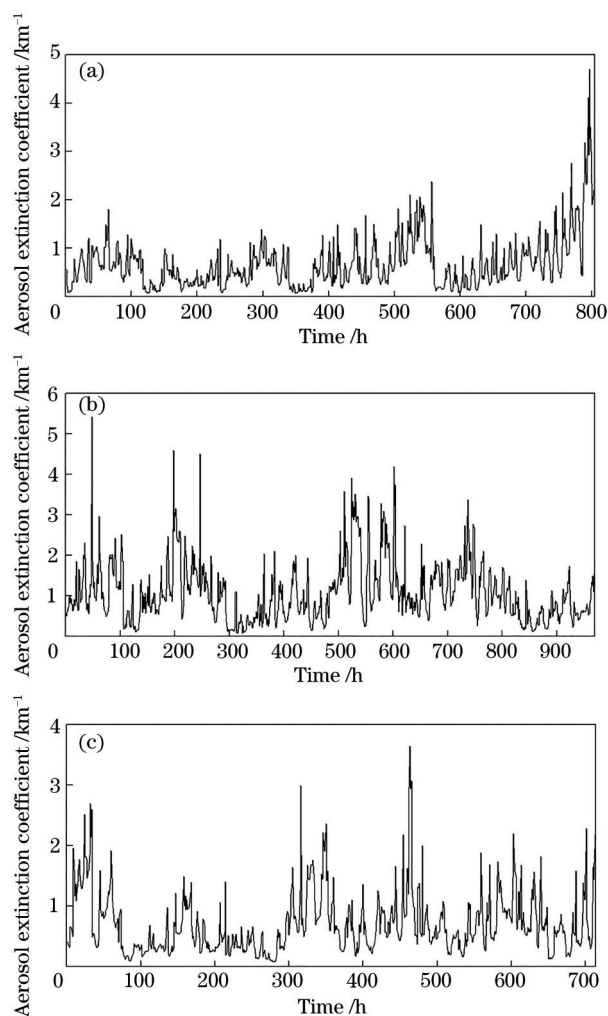 Aerosol extinction coefficient /km⁻¹
(a)
5
4
3
2
1
0 100 200 300 400 500 600 700 800
Time /h
Aerosol extinction coefficient /km⁻¹
(b)
6
5
4
3
2
1
0 100 200 300 400 500 600 700 800 900
Time /h
Aerosol extinction coefficient /km⁻¹
(c)
4
3
2
1
0 100 200 300 400 500 600 700
Time /h